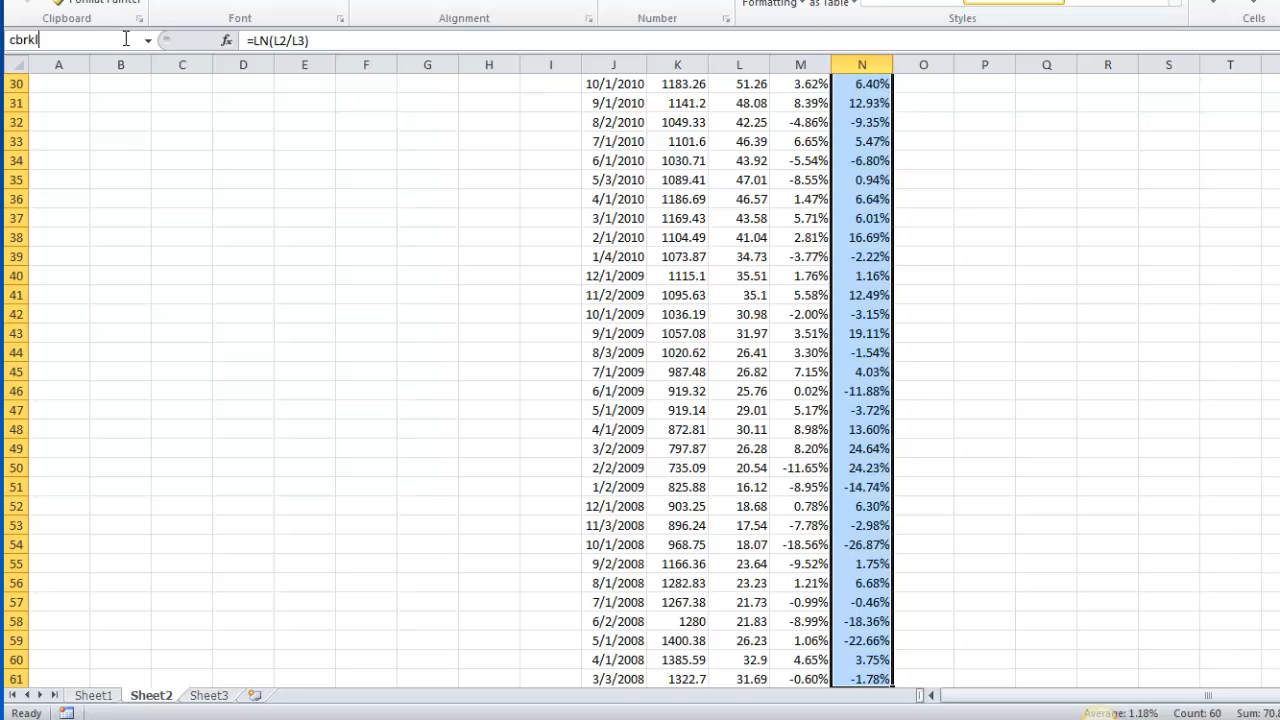 Format Painter
Formatting as Table
Clipboard Font Alignment Number Styles Cells
cbrkl fx =LN(L2/L3)
A B C D E F G H I J K L M N O P Q R S T
30 10/1/2010 1183.26 51.26 3.62% 6.40%
31 9/1/2010 1141.2 48.08 8.39% 12.93%
32 8/2/2010 1049.33 42.25 -4.86% -9.35%
33 7/1/2010 1101.6 46.39 6.65% 5.47%
34 6/1/2010 1030.71 43.92 -5.54% -6.80%
35 5/3/2010 1089.41 47.01 -8.55% 0.94%
36 4/1/2010 1186.69 46.57 1.47% 6.64%
37 3/1/2010 1169.43 43.58 5.71% 6.01%
38 2/1/2010 1104.49 41.04 2.81% 16.69%
39 1/4/2010 1073.87 34.73 -3.77% -2.22%
40 12/1/2009 1115.1 35.51 1.76% 1.16%
41 11/2/2009 1095.63 35.1 5.58% 12.49%
42 10/1/2009 1036.19 30.98 -2.00% -3.15%
43 9/1/2009 1057.08 31.97 3.51% 19.11%
44 8/3/2009 1020.62 26.41 3.30% -1.54%
45 7/1/2009 987.48 26.82 7.15% 4.03%
46 6/1/2009 919.32 25.76 0.02% -11.88%
47 5/1/2009 919.14 29.01 5.17% -3.72%
48 4/1/2009 872.81 30.11 8.98% 13.60%
49 3/2/2009 797.87 26.28 8.20% 24.64%
50 2/2/2009 735.09 20.54 -11.65% 24.23%
51 1/2/2009 825.88 16.12 -8.95% -14.74%
52 12/1/2008 903.25 18.68 0.78% 6.30%
53 11/3/2008 896.24 17.54 -7.78% -2.98%
54 10/1/2008 968.75 18.07 -18.56% -26.87%
55 9/2/2008 1166.36 23.64 -9.52% 1.75%
56 8/1/2008 1282.83 23.23 1.21% 6.68%
57 7/1/2008 1267.38 21.73 -0.99% -0.46%
58 6/2/2008 1280 21.83 -8.99% -18.36%
59 5/1/2008 1400.38 26.23 1.06% -22.66%
60 4/1/2008 1385.59 32.9 4.65% 3.75%
61 3/3/2008 1322.7 31.69 -0.60% -1.78%
Sheet1 Sheet2 Sheet3
Ready Average: 1.18% Count: 60 Sum: 70.8